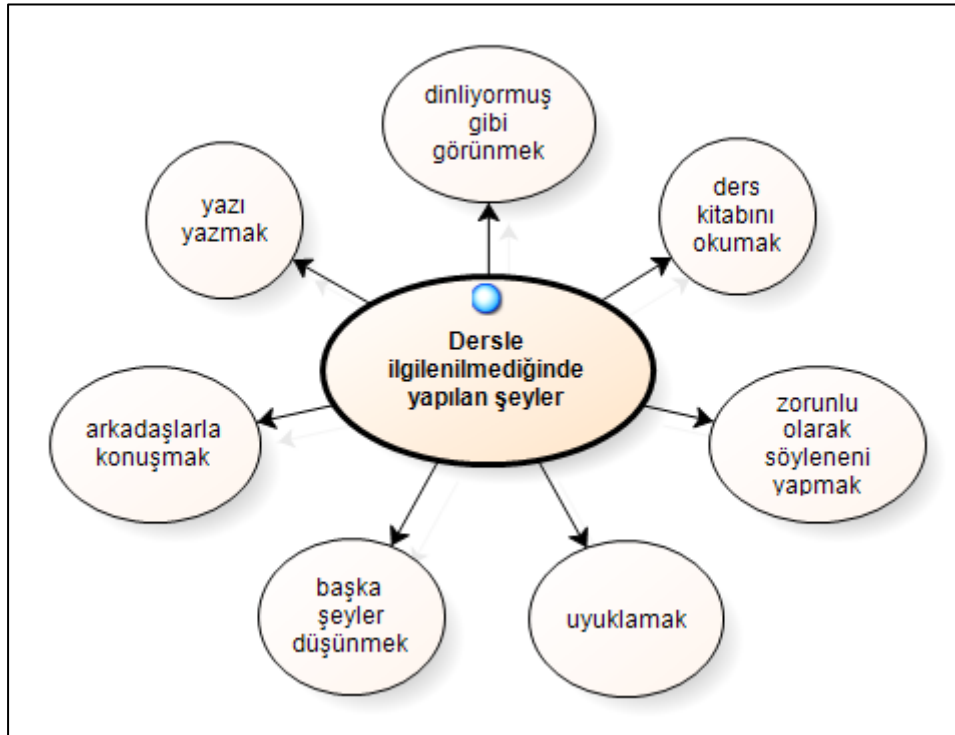 dinliyormuş
gibi
görünmek
ders
kitabını
okumak
yazı
yazmak
Dersle
ilgilenilmediğinde
yapılan şeyler
arkadaşlarla
konuşmak
zorunlu
olarak
söyleneni
yapmak
başka
şeyler
düşünmek
uyuklamak